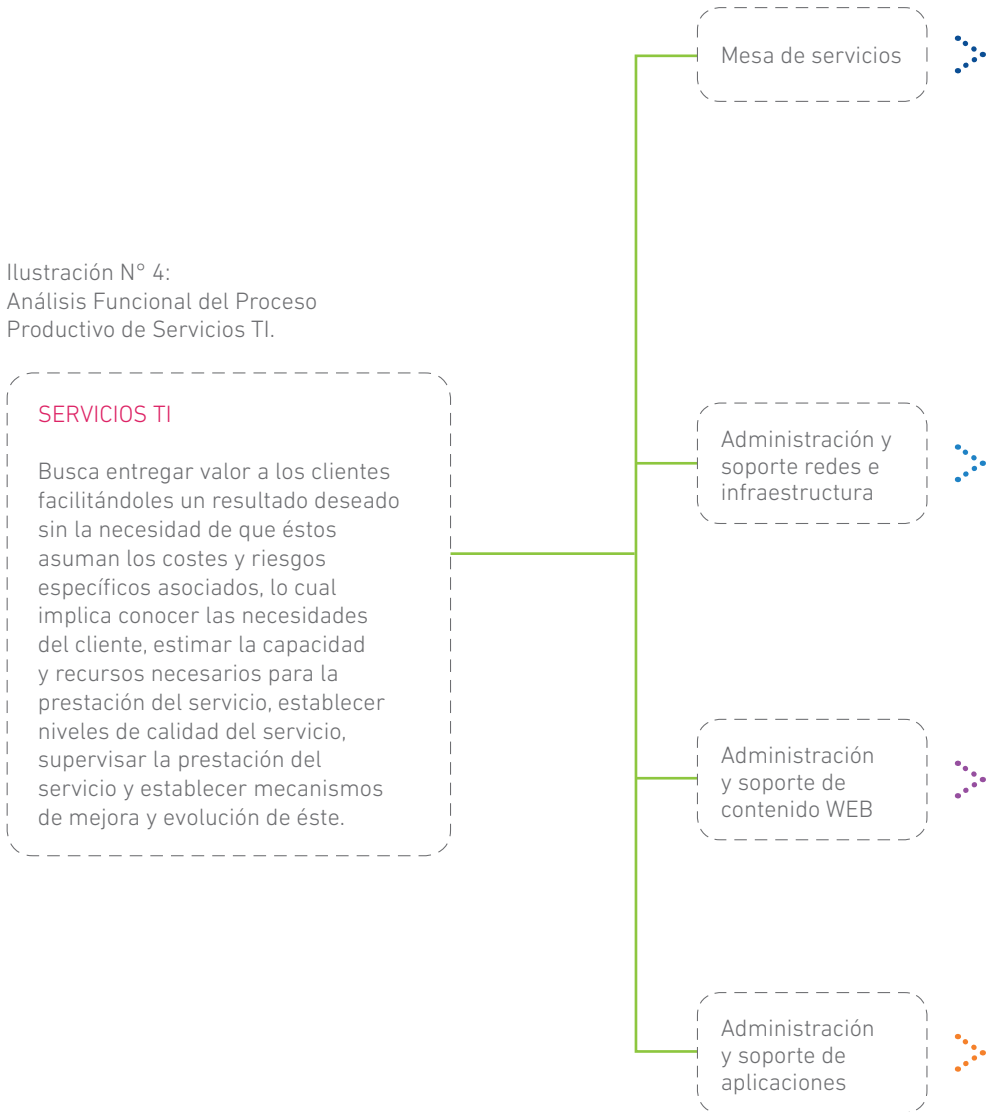 Mesa de servicios
Ilustración N° 4:
Análisis Funcional del Proceso
Productivo de Servicios TI.
SERVICIOS TI
Busca entregar valor a los clientes
facilitándoles un resultado deseado
sin la necesidad de que éstos
asuman los costes y riesgos
específicos asociados, lo cual
implica conocer las necesidades
del cliente, estimar la capacidad
y recursos necesarios para la
prestación del servicio, establecer
niveles de calidad del servicio,
supervisar la prestación del
servicio y establecer mecanismos
de mejora y evolución de éste.
Administración y
soporte redes e
infraestructura
Administración
y soporte de
contenido WEB
Administración
y soporte de
aplicaciones